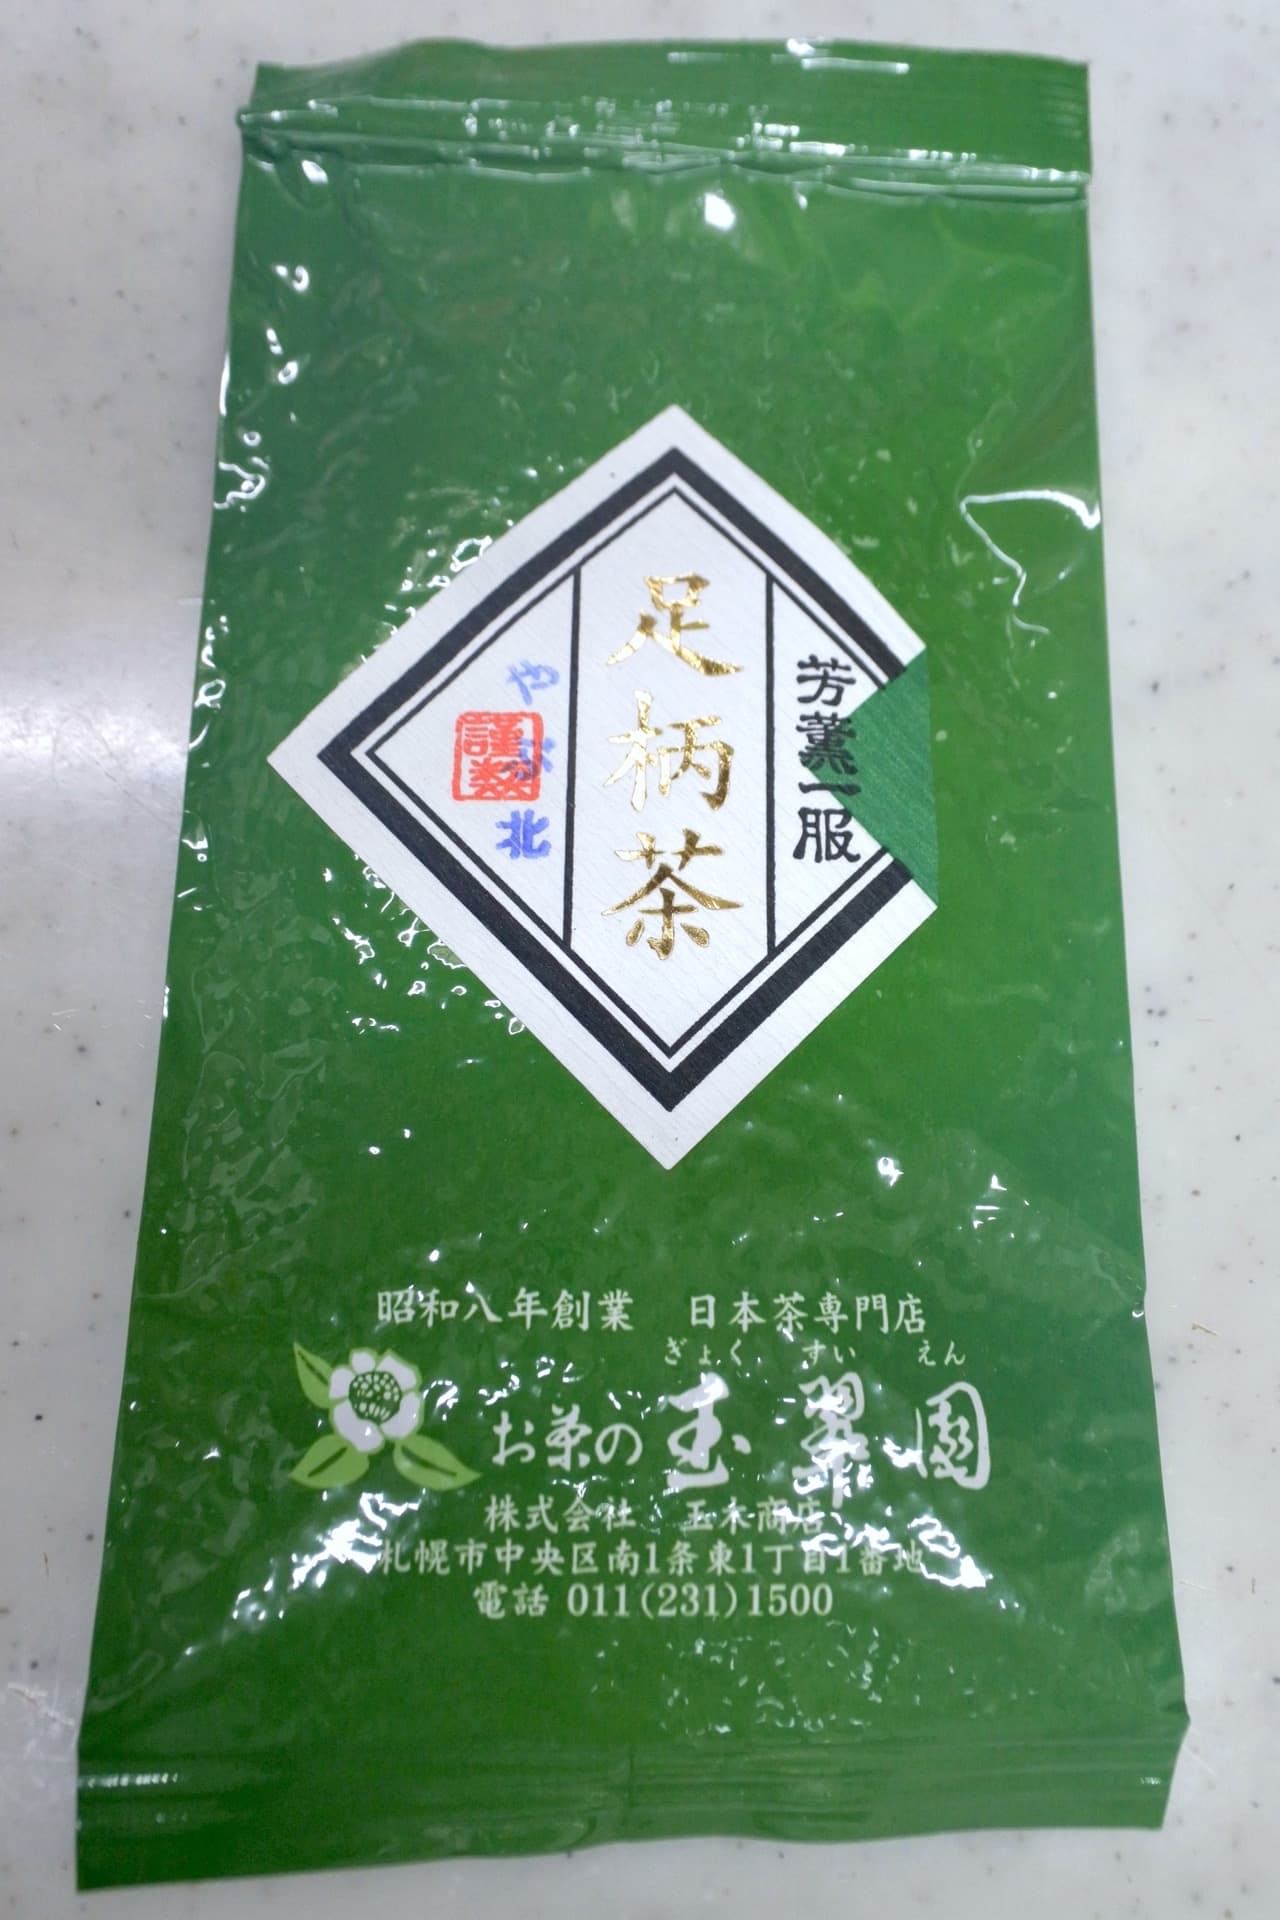 芳薫一服
足柄茶
謹製
北
昭和八年創業 日本茶専門店
ぎょく すい えん
お茶の 玉翠園
株式会社 玉木商店
札幌市中央区南1条東1丁目1番地
電話 011(231)1500